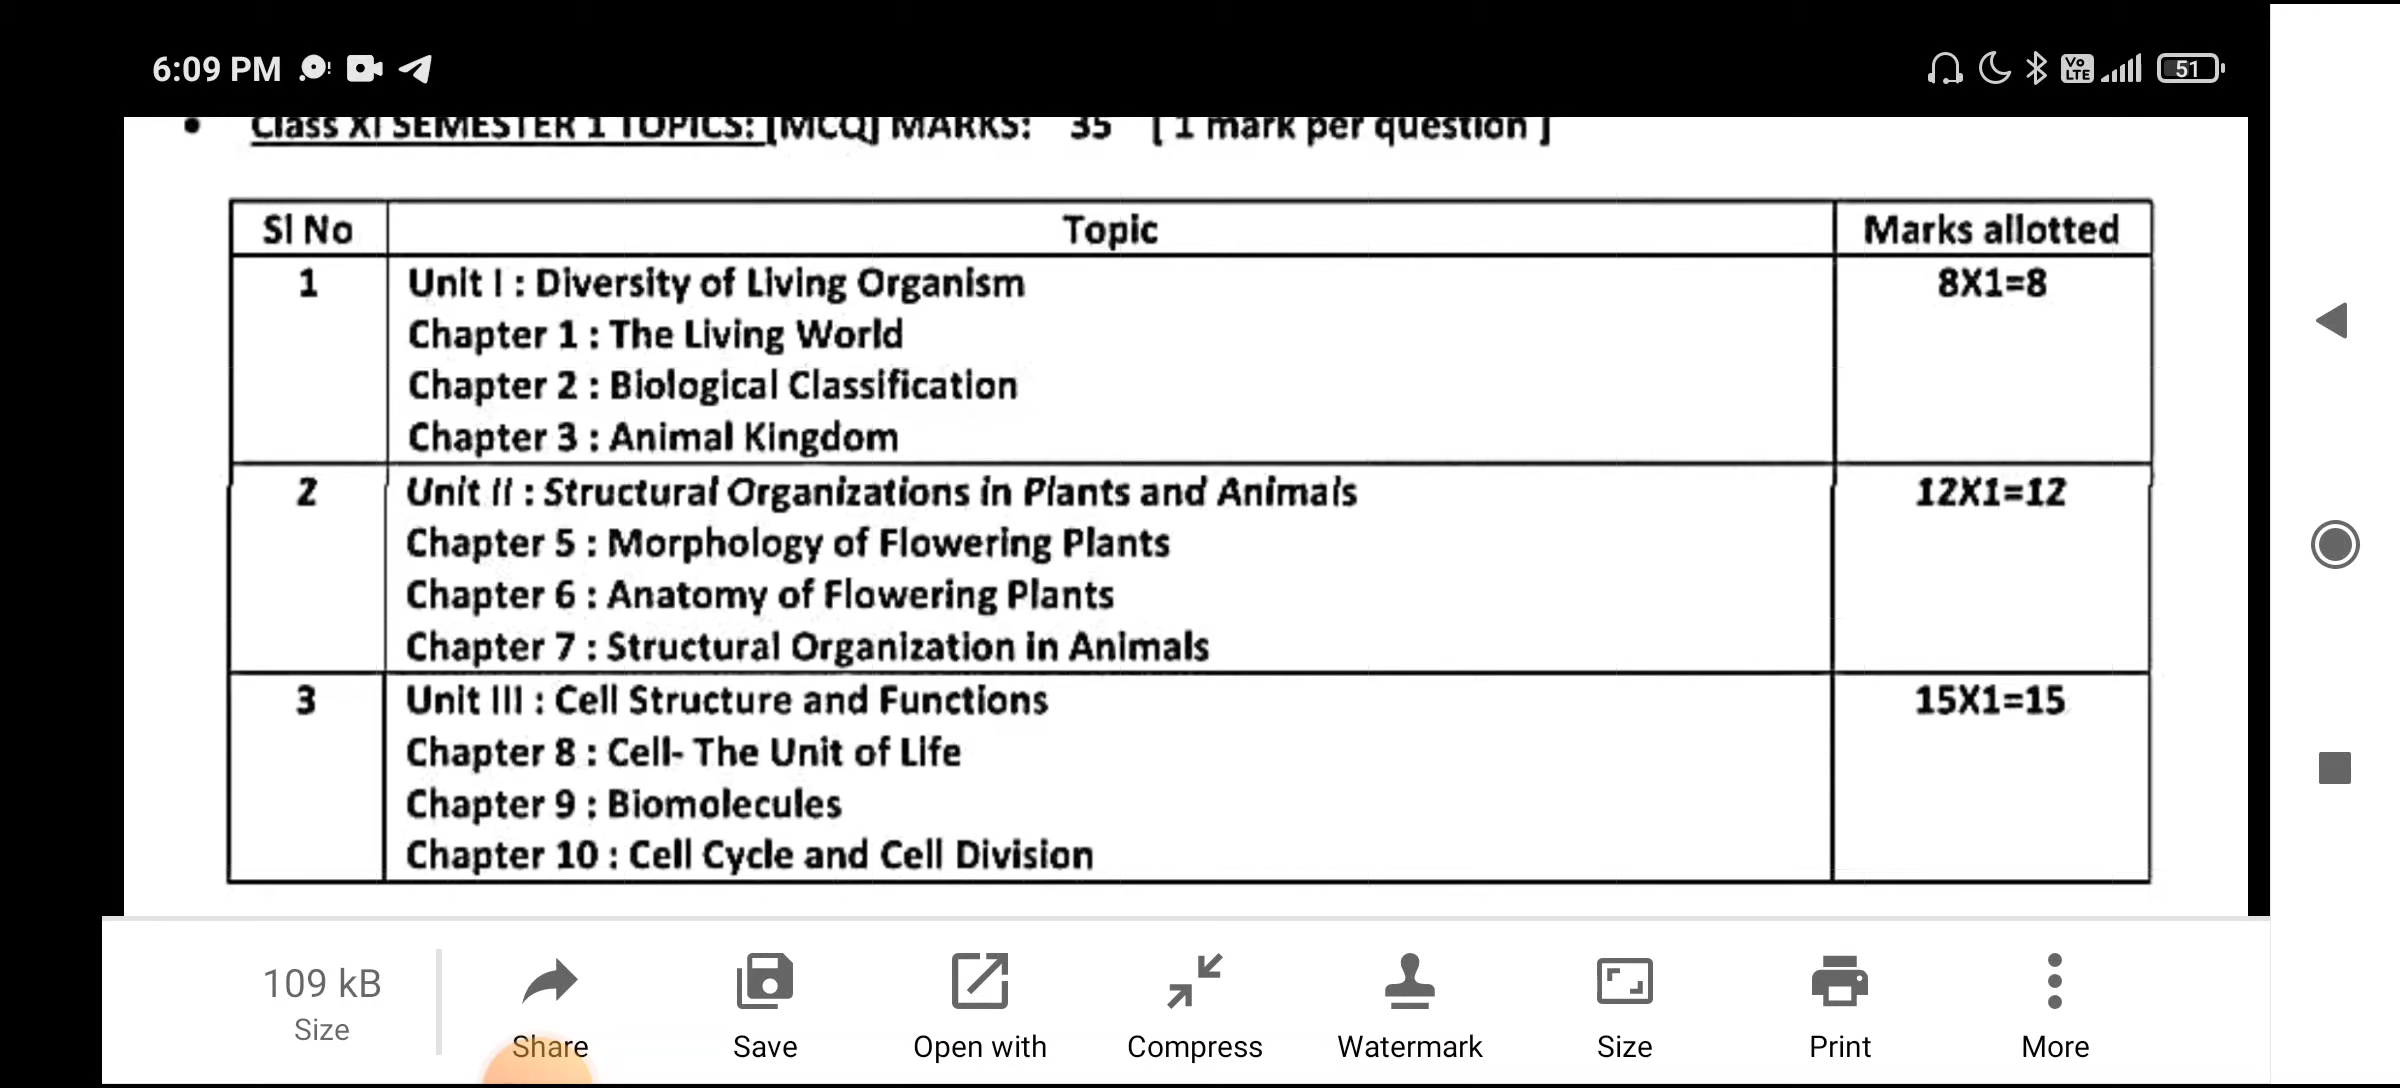 6:09 PM
Vo LTE
51
Class XI SEMESTER 1 TOPICS: [MCQ] MARKS: 35 [ 1 mark per question ]
Sl No Topic Marks allotted
1 Unit I : Diversity of Living Organism 8X1=8
Chapter 1 : The Living World
Chapter 2 : Biological Classification
Chapter 3 : Animal Kingdom
2 Unit II : Structural Organizations in Plants and Animals 12X1=12
Chapter 5 : Morphology of Flowering Plants
Chapter 6 : Anatomy of Flowering Plants
Chapter 7 : Structural Organization in Animals
3 Unit III : Cell Structure and Functions 15X1=15
Chapter 8 : Cell- The Unit of Life
Chapter 9 : Biomolecules
Chapter 10 : Cell Cycle and Cell Division
109 kB
Size
Share Save Open with Compress Watermark Size Print More